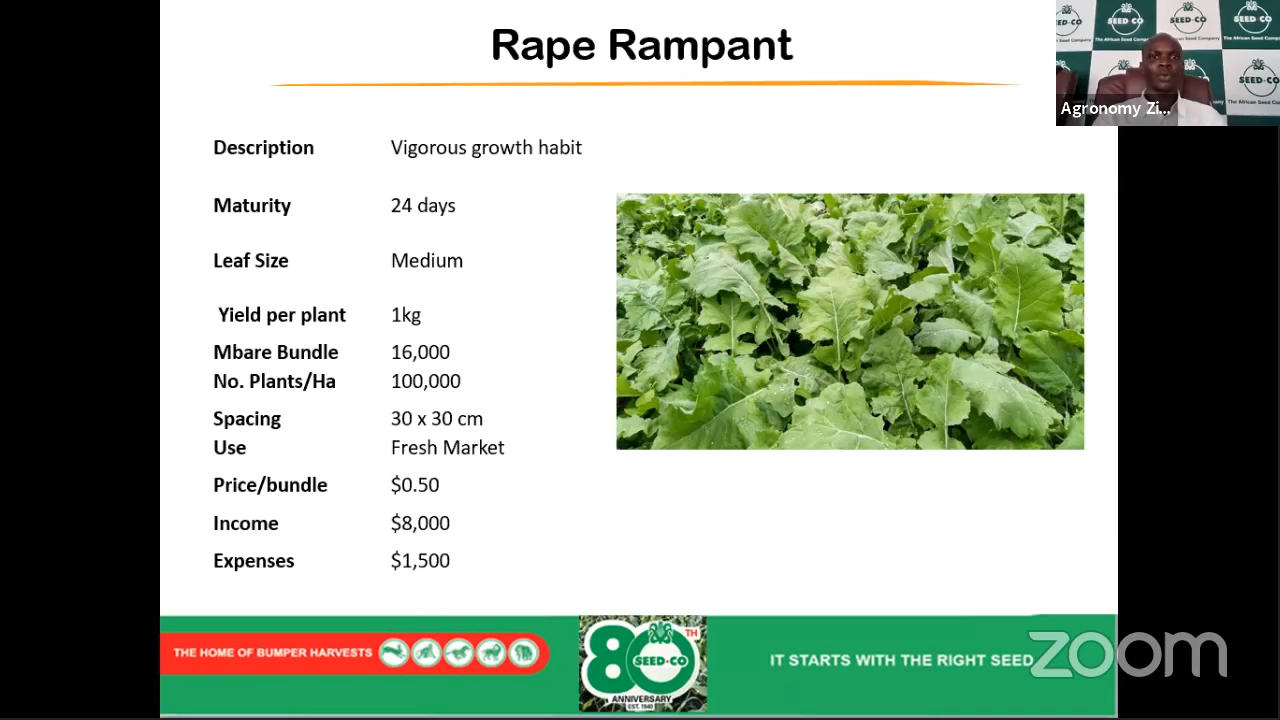 Rape Rampant
SEED-CO
The African Seed Company
Agronomy Zi...
Description Vigorous growth habit
Maturity 24 days
Leaf Size Medium
Yield per plant 1kg
Mbare Bundle 16,000
No. Plants/Ha 100,000
Spacing 30 x 30 cm
Use Fresh Market
Price/bundle $0.50
Income $8,000
Expenses $1,500
THE HOME OF BUMPER HARVESTS
80TH
SEED-CO
ANNIVERSARY
EST. 1940
IT STARTS WITH THE RIGHT SEED
zoom